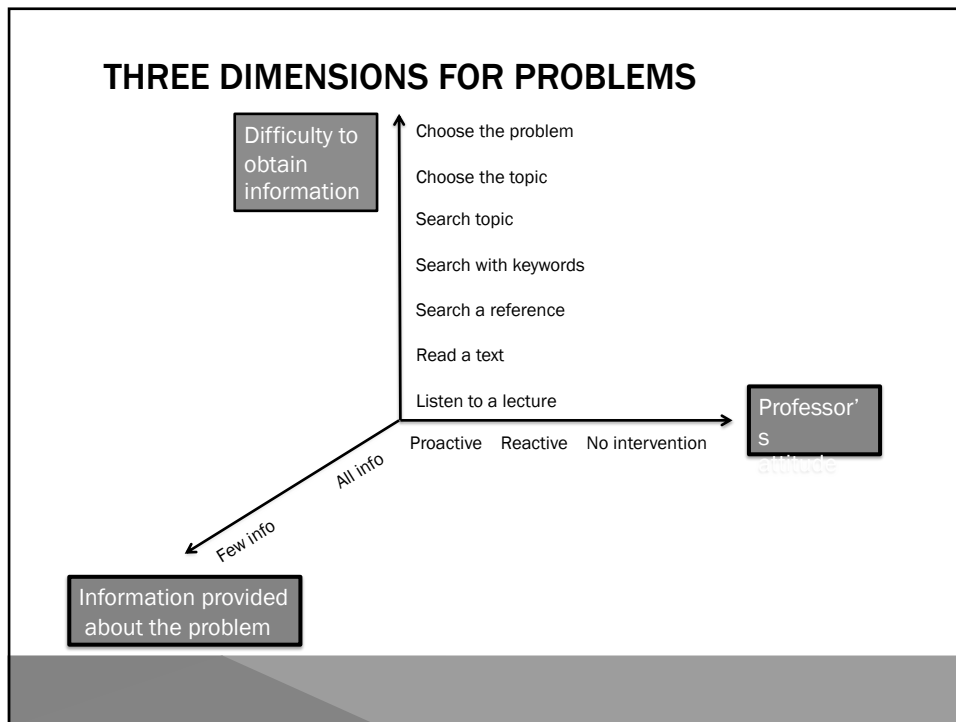 THREE DIMENSIONS FOR PROBLEMS
Difficulty to
obtain
information
Choose the problem
Choose the topic
Search topic
Search with keywords
Search a reference
Read a text
Listen to a lecture
Professor'
s
attitude
Proactive Reactive No intervention
All info
Few info
Information provided
about the problem